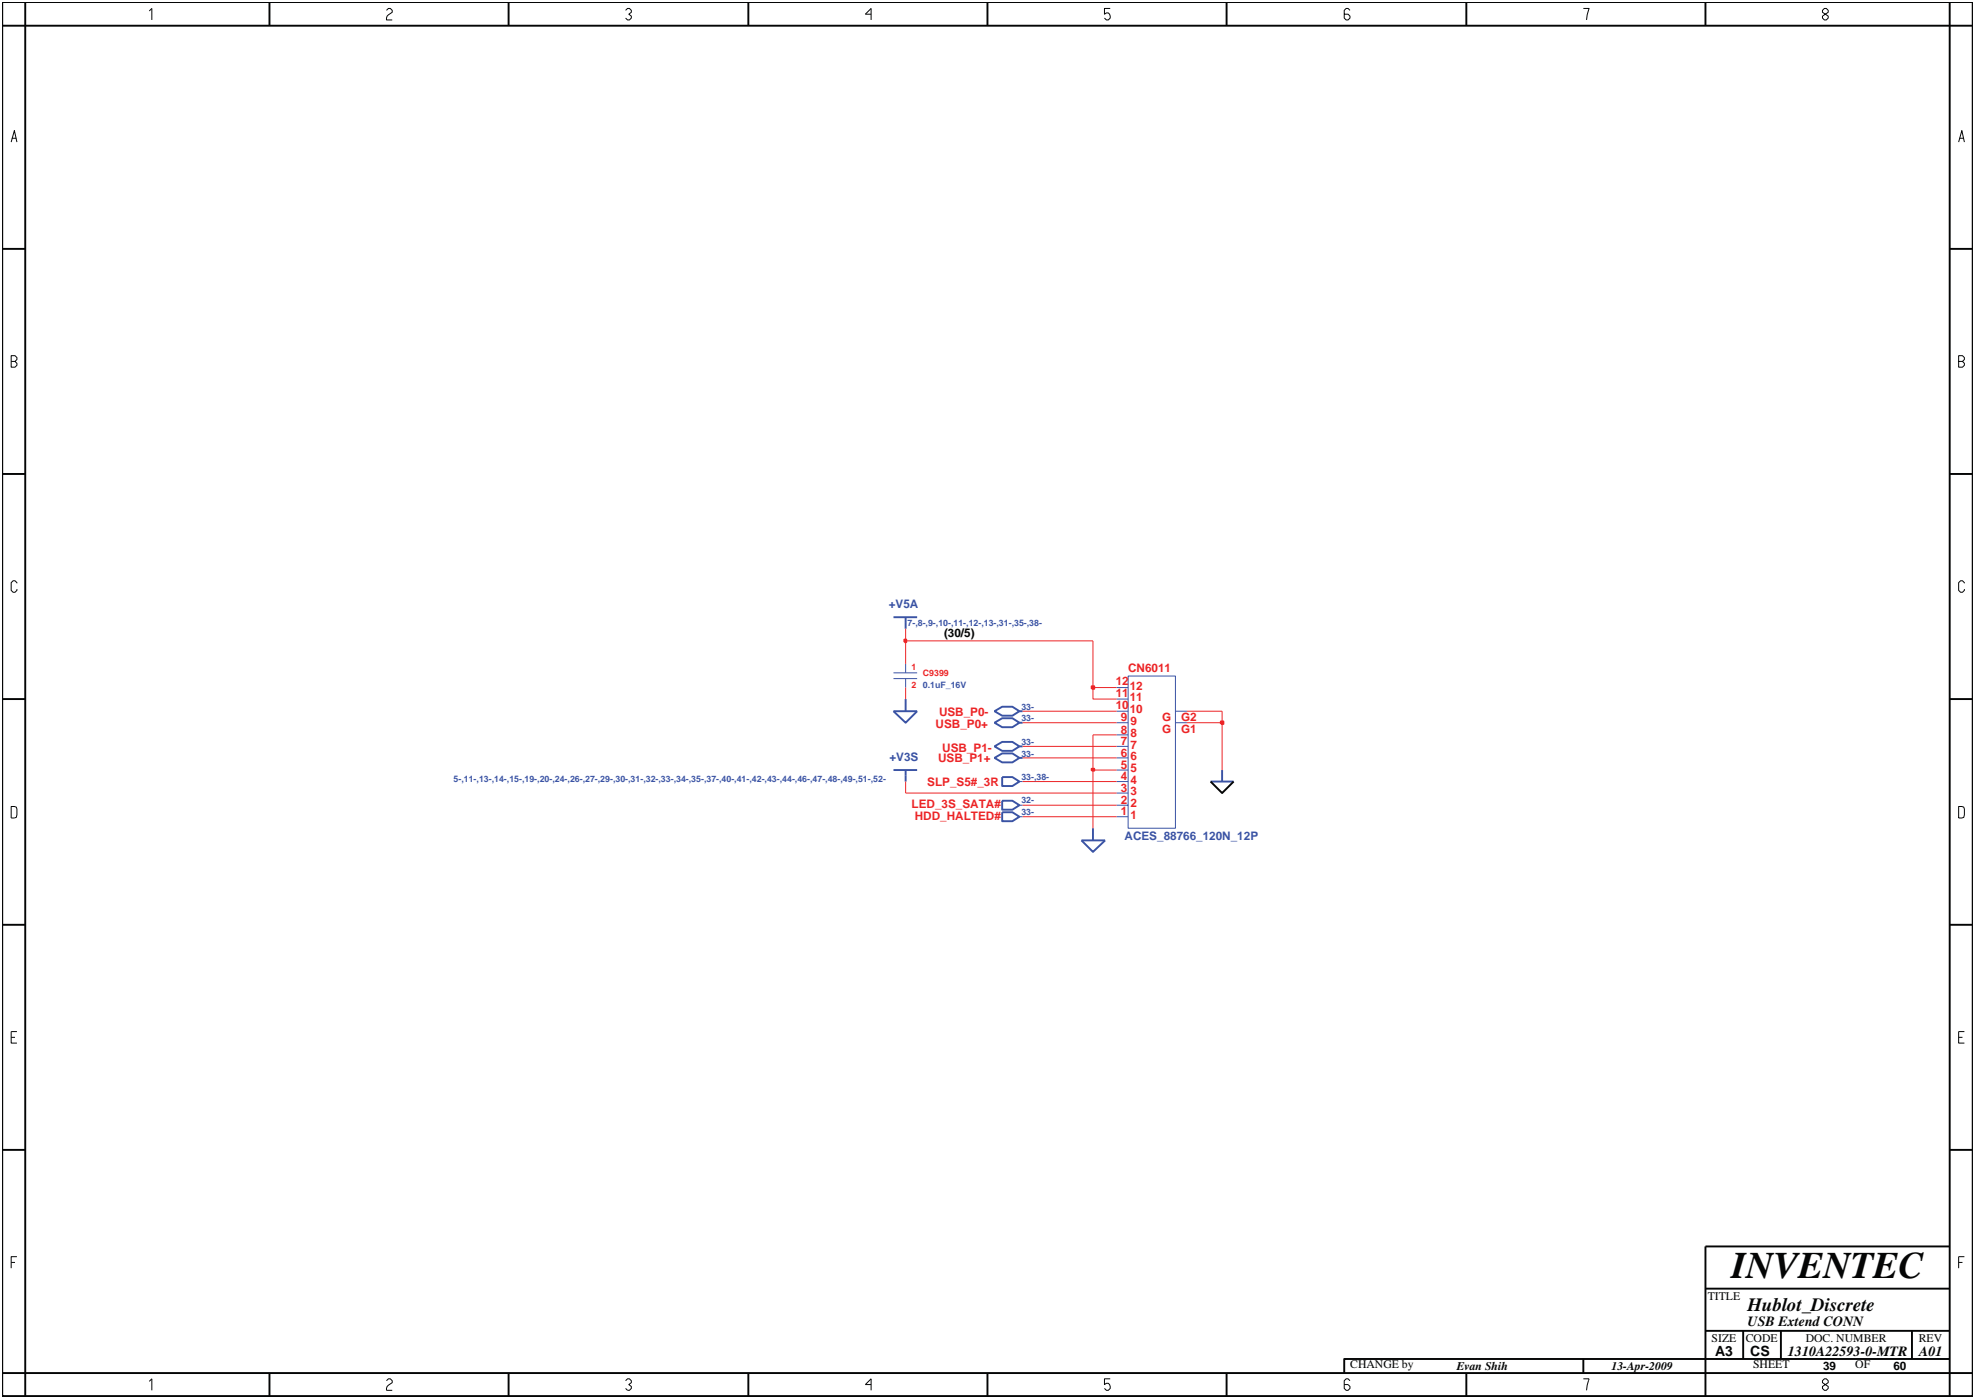 1 2 3 4 5 6 7 8
A A
B B
C C
D D
E E
F F
+V5A
7-,8-,9-,10-,11-,12-,13-,31-,35-,38-
(30/5)
1 C9399
2 0.1uF_16V
CN6011
12 12
11 11
USB_P0- 33- 10 10
USB_P0+ 33- 9 9
8 8
USB_P1- 33- 7 7
USB_P1+ 33- 6 6
5 5
SLP_S5#_3R 33-,38- 4 4
3 3
LED_3S_SATA# 32- 2 2
HDD_HALTED# 33- 1 1
G G2
G G1
+V3S
5-,11-,13-,14-,15-,19-,20-,24-,26-,27-,29-,30-,31-,32-,33-,34-,35-,37-,40-,41-,42-,43-,44-,46-,47-,48-,49-,51-,52-
ACES_88766_120N_12P
INVENTEC
TITLE Hublot_Discrete
USB Extend CONN
SIZE CODE DOC. NUMBER REV
A3 CS 1310A22593-0-MTR A01
CHANGE by Evan Shih 13-Apr-2009 SHEET 39 OF 60
1 2 3 4 5 6 7 8